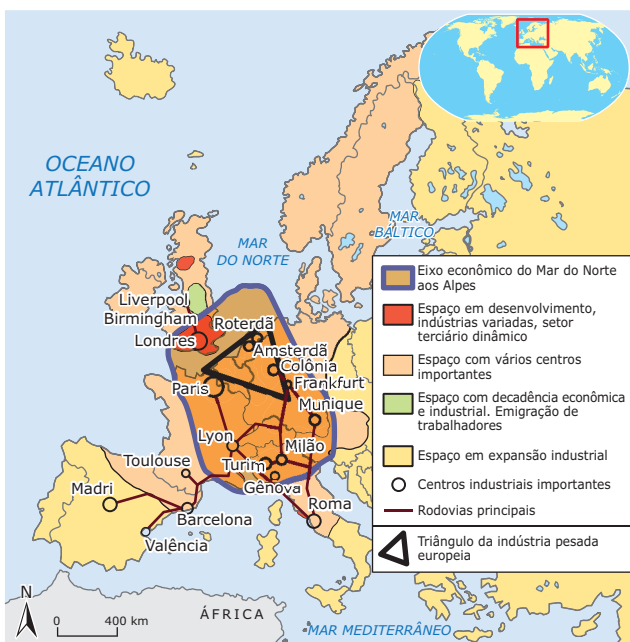 OCEANO
ATLÂNTICO
MAR
DO NORTE
MAR
BÁLTICO
Liverpool
Birmingham
Londres
Roterdã
Amsterdã
Colônia
Frankfurt
Paris
Munique
Lyon
Milão
Turim
Toulouse
Gênova
Madri
Barcelona
Roma
Valência
Eixo econômico do Mar do Norte
aos Alpes
Espaço em desenvolvimento,
indústrias variadas, setor
terciário dinâmico
Espaço com vários centros
importantes
Espaço com decadência econômica
e industrial. Emigração de
trabalhadores
Espaço em expansão industrial
Centros industriais importantes
Rodovias principais
Triângulo da indústria pesada
europeia
N
0 400 km
ÁFRICA
MAR MEDITERRÂNEO